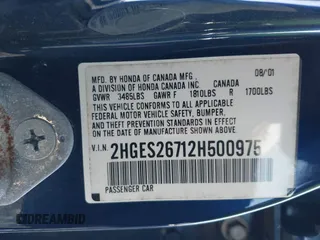 MFD. BY HONDA OF CANADA MFG.
08/01
A DIVISION OF HONDA CANADA INC. CANADA
GVWR 3485LBS GAWR F 1810LBS R 1700LBS
THIS VEHICLE CONFORMS TO ALL APPLICABLE
FEDERAL MOTOR VEHICLE SAFETY, BUMPER,
AND THEFT PREVENTION STANDARDS IN EFFECT
ON THE DATE OF MANUFACTURE SHOWN ABOVE.
V.I.N. 2HGES26712H500975
PASSENGER CAR
©DREAMBID